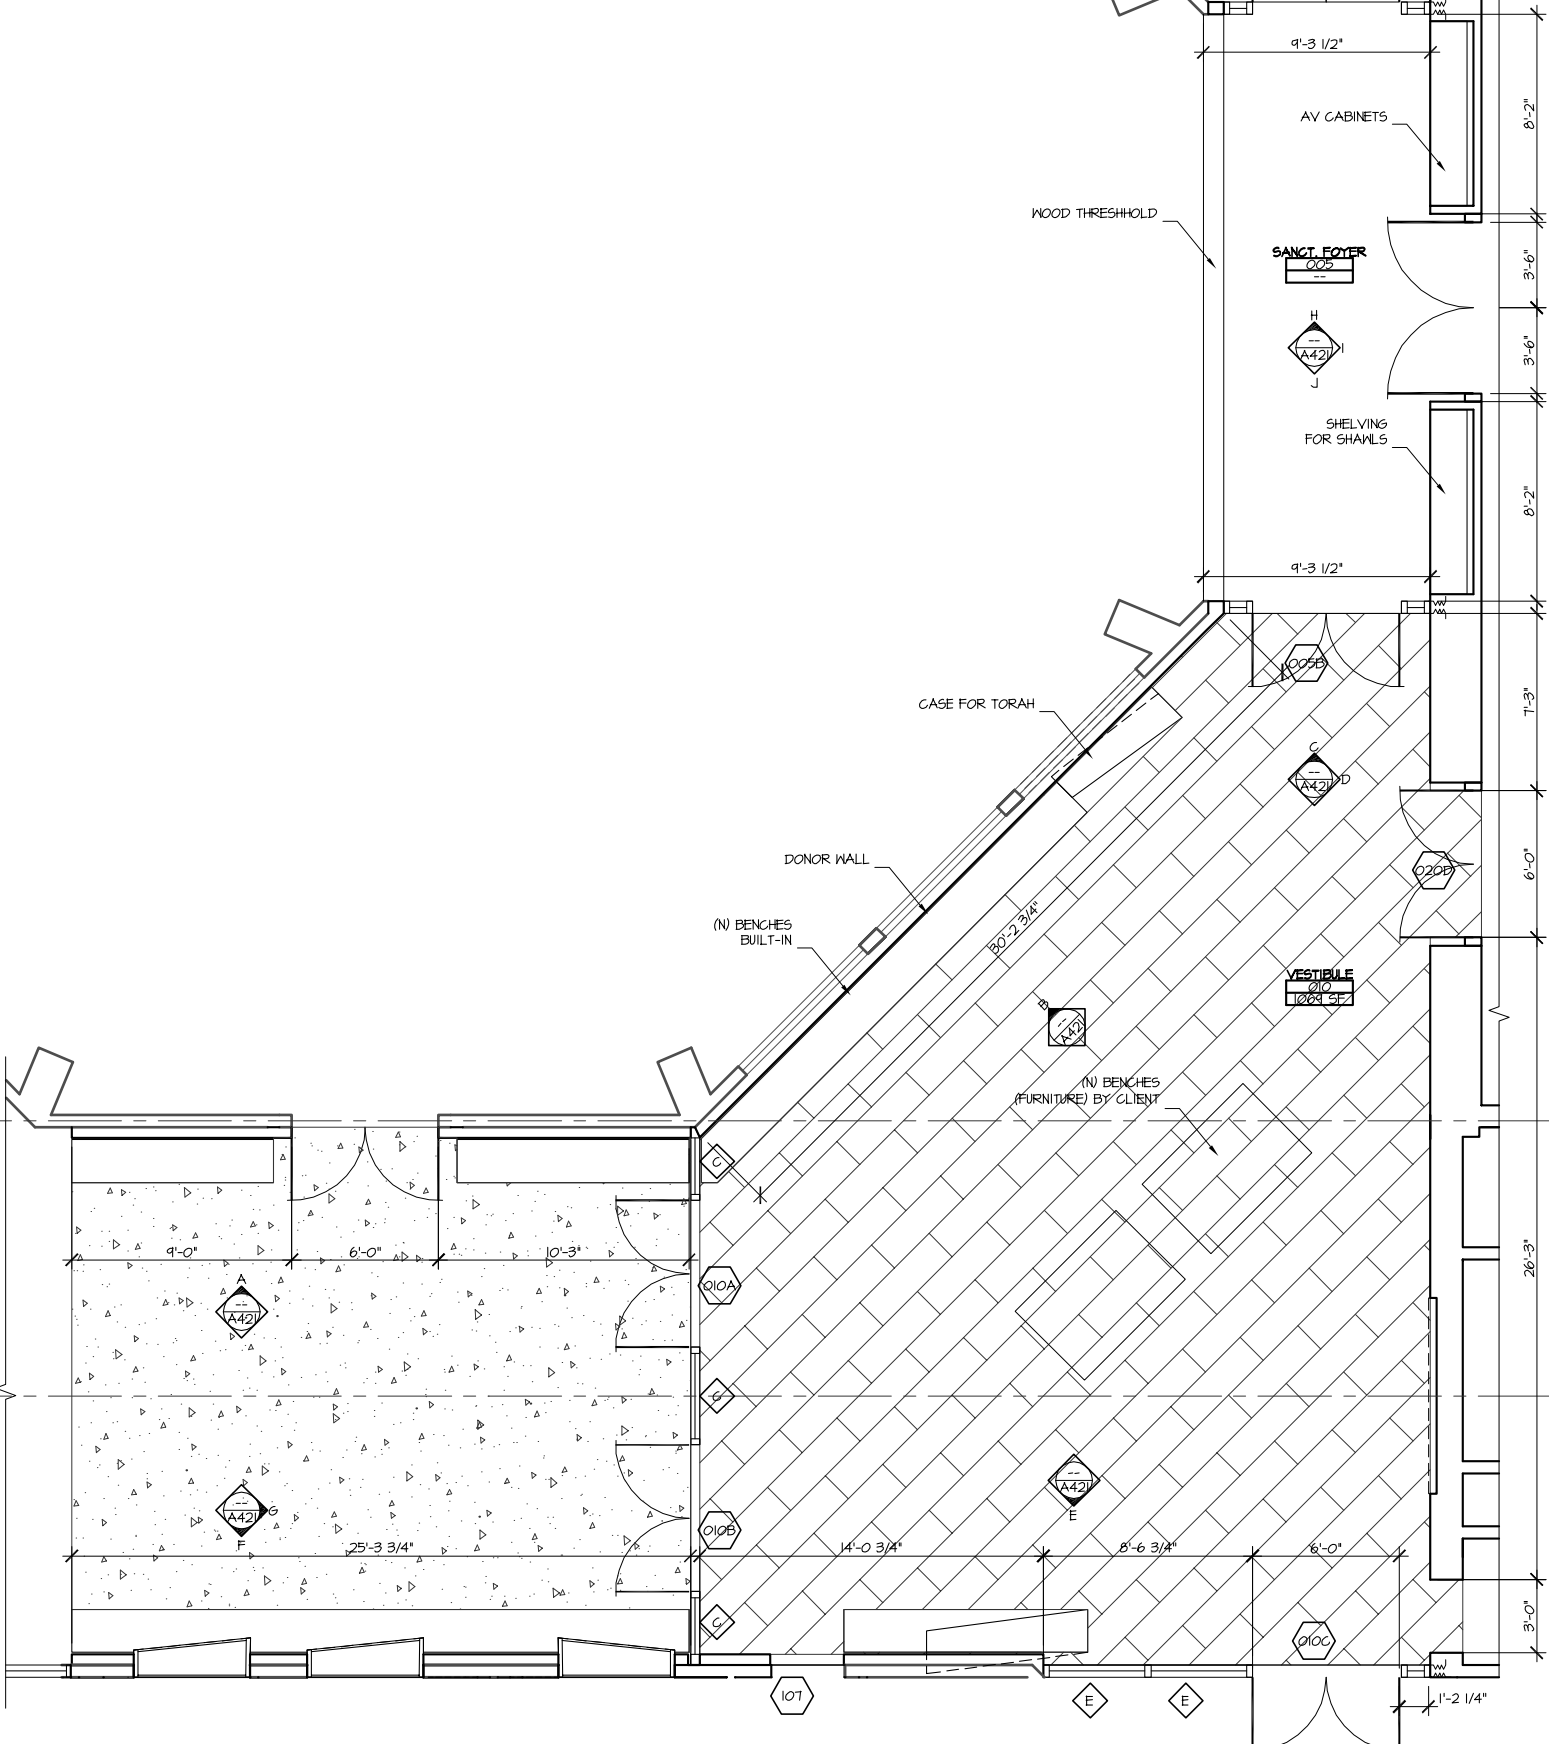 9'-3 1/2"
8'-2"
AV CABINETS
WOOD THRESHHOLD
SANCT. FOYER
005
--
3'-6"
H
--
A421
I
J
3'-6"
SHELVING
FOR SHAWLS
8'-2"
9'-3 1/2"
005B
CASE FOR TORAH
7'-3"
C
--
A421
D
DONOR WALL
020D
6'-0"
(N) BENCHES
BUILT-IN
30'-2 3/4"
VESTIBULE
010
1069 SF
B
--
A421
(N) BENCHES
(FURNITURE) BY CLIENT
C
9'-0"
6'-0"
10'-3"
26'-3"
A
--
A421
010A
C
--
A421
G
F
--
A421
E
010B
25'-3 3/4"
14'-0 3/4"
8'-6 3/4"
6'-0"
C
010C
3'-0"
107
E
E
1'-2 1/4"